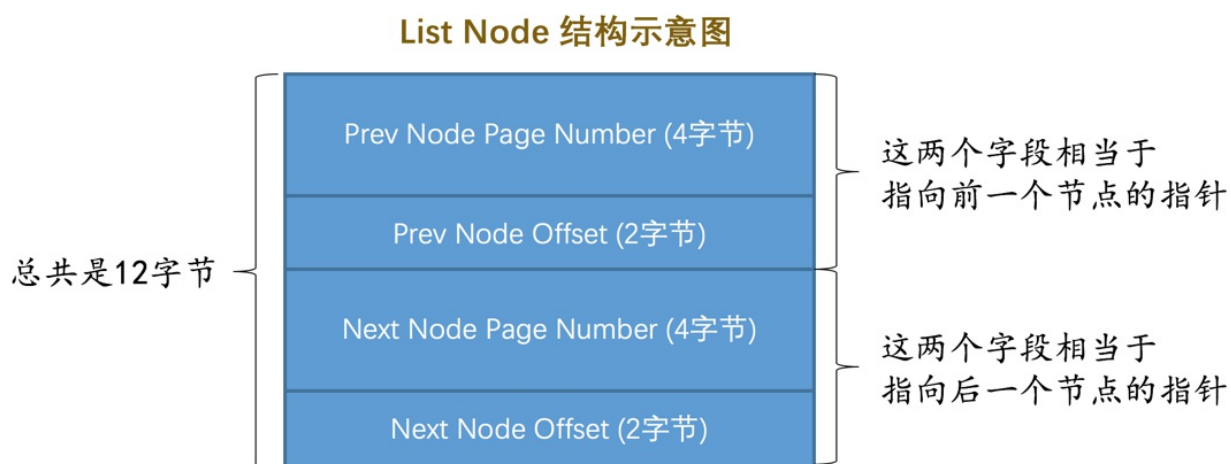 List Node 结构示意图
Prev Node Page Number (4字节)
Prev Node Offset (2字节)
Next Node Page Number (4字节)
Next Node Offset (2字节)
总共是12字节
这两个字段相当于
指向前一个节点的指针
这两个字段相当于
指向后一个节点的指针